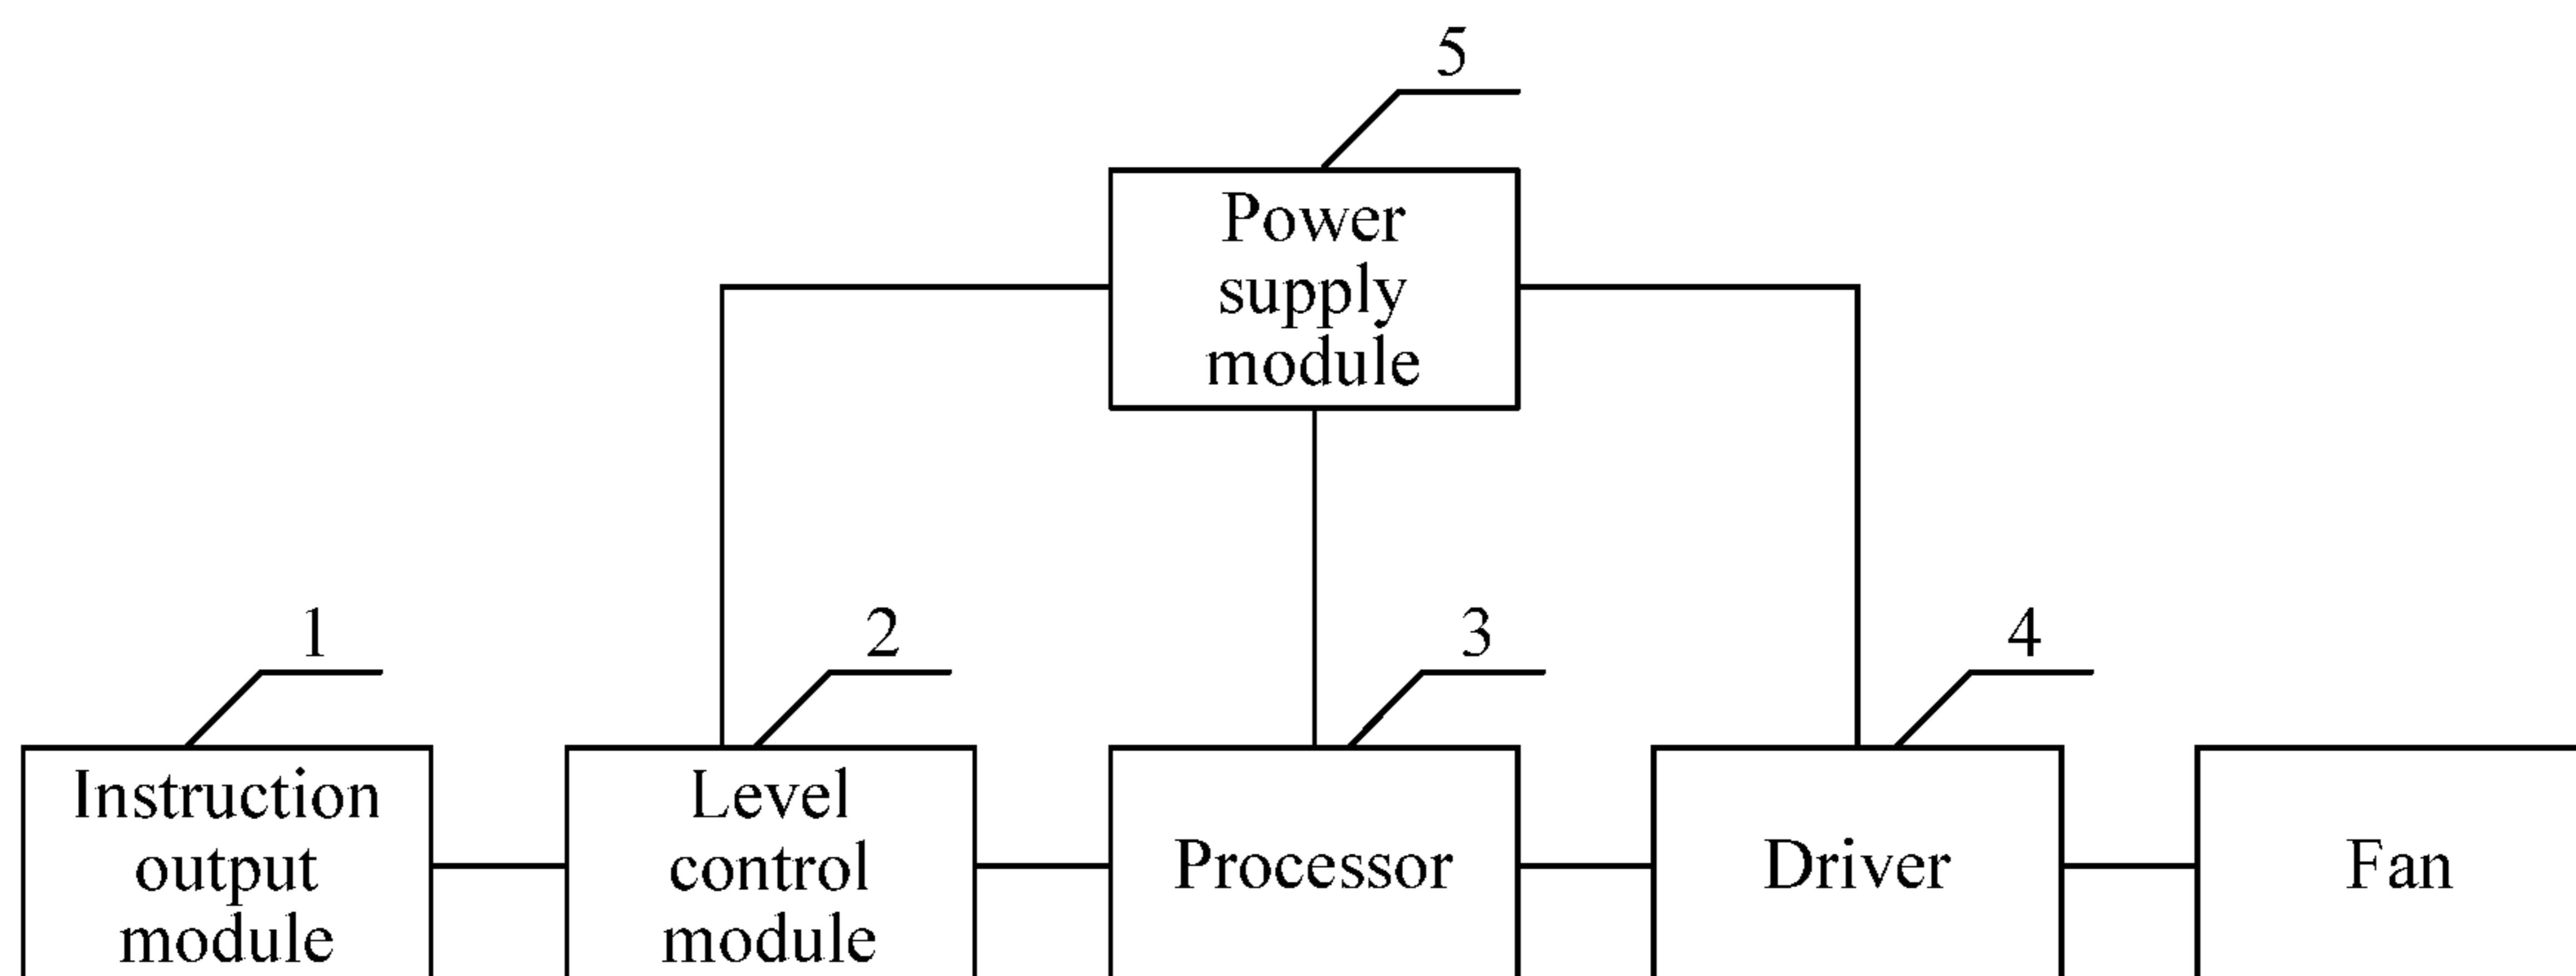 5
Power
supply
module
1
2
3
4
Instruction
output
module
Level
control
module
Processor
Driver
Fan